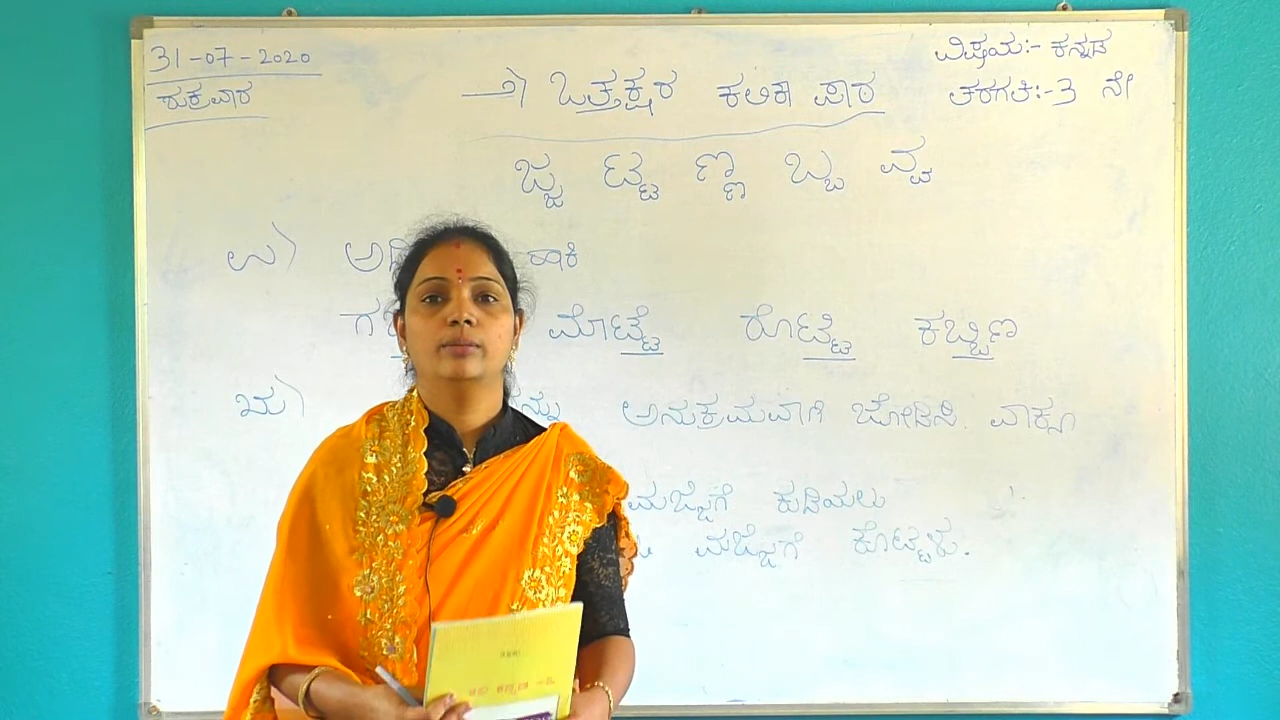 31-07-2020
ಶುಕ್ರವಾರ
ವಿಷಯ:- ಕನ್ನಡ
೨) ಒತ್ತಕ್ಷರ ಕಲಿಕಾ ಪಾಠ
ತರಗತಿ:-3 ನೇ
ಜ್ಜ ಟ್ಟ ಣ್ಣ ಬ್ಬ ವ್ವ
ಉ) ಹಾಕಿ
ಮೊಟ್ಟೆ ರೊಟ್ಟಿ ಕಬ್ಬಿಣ
ಋ) ಅನುಕ್ರಮವಾಗಿ ಜೋಡಿಸಿ. ವಾಕ್ಯ
ಮಜ್ಜಿಗೆ ಕುಡಿಯಲು
ಮಜ್ಜಿಗೆ ಕೊಟ್ಟಳು.